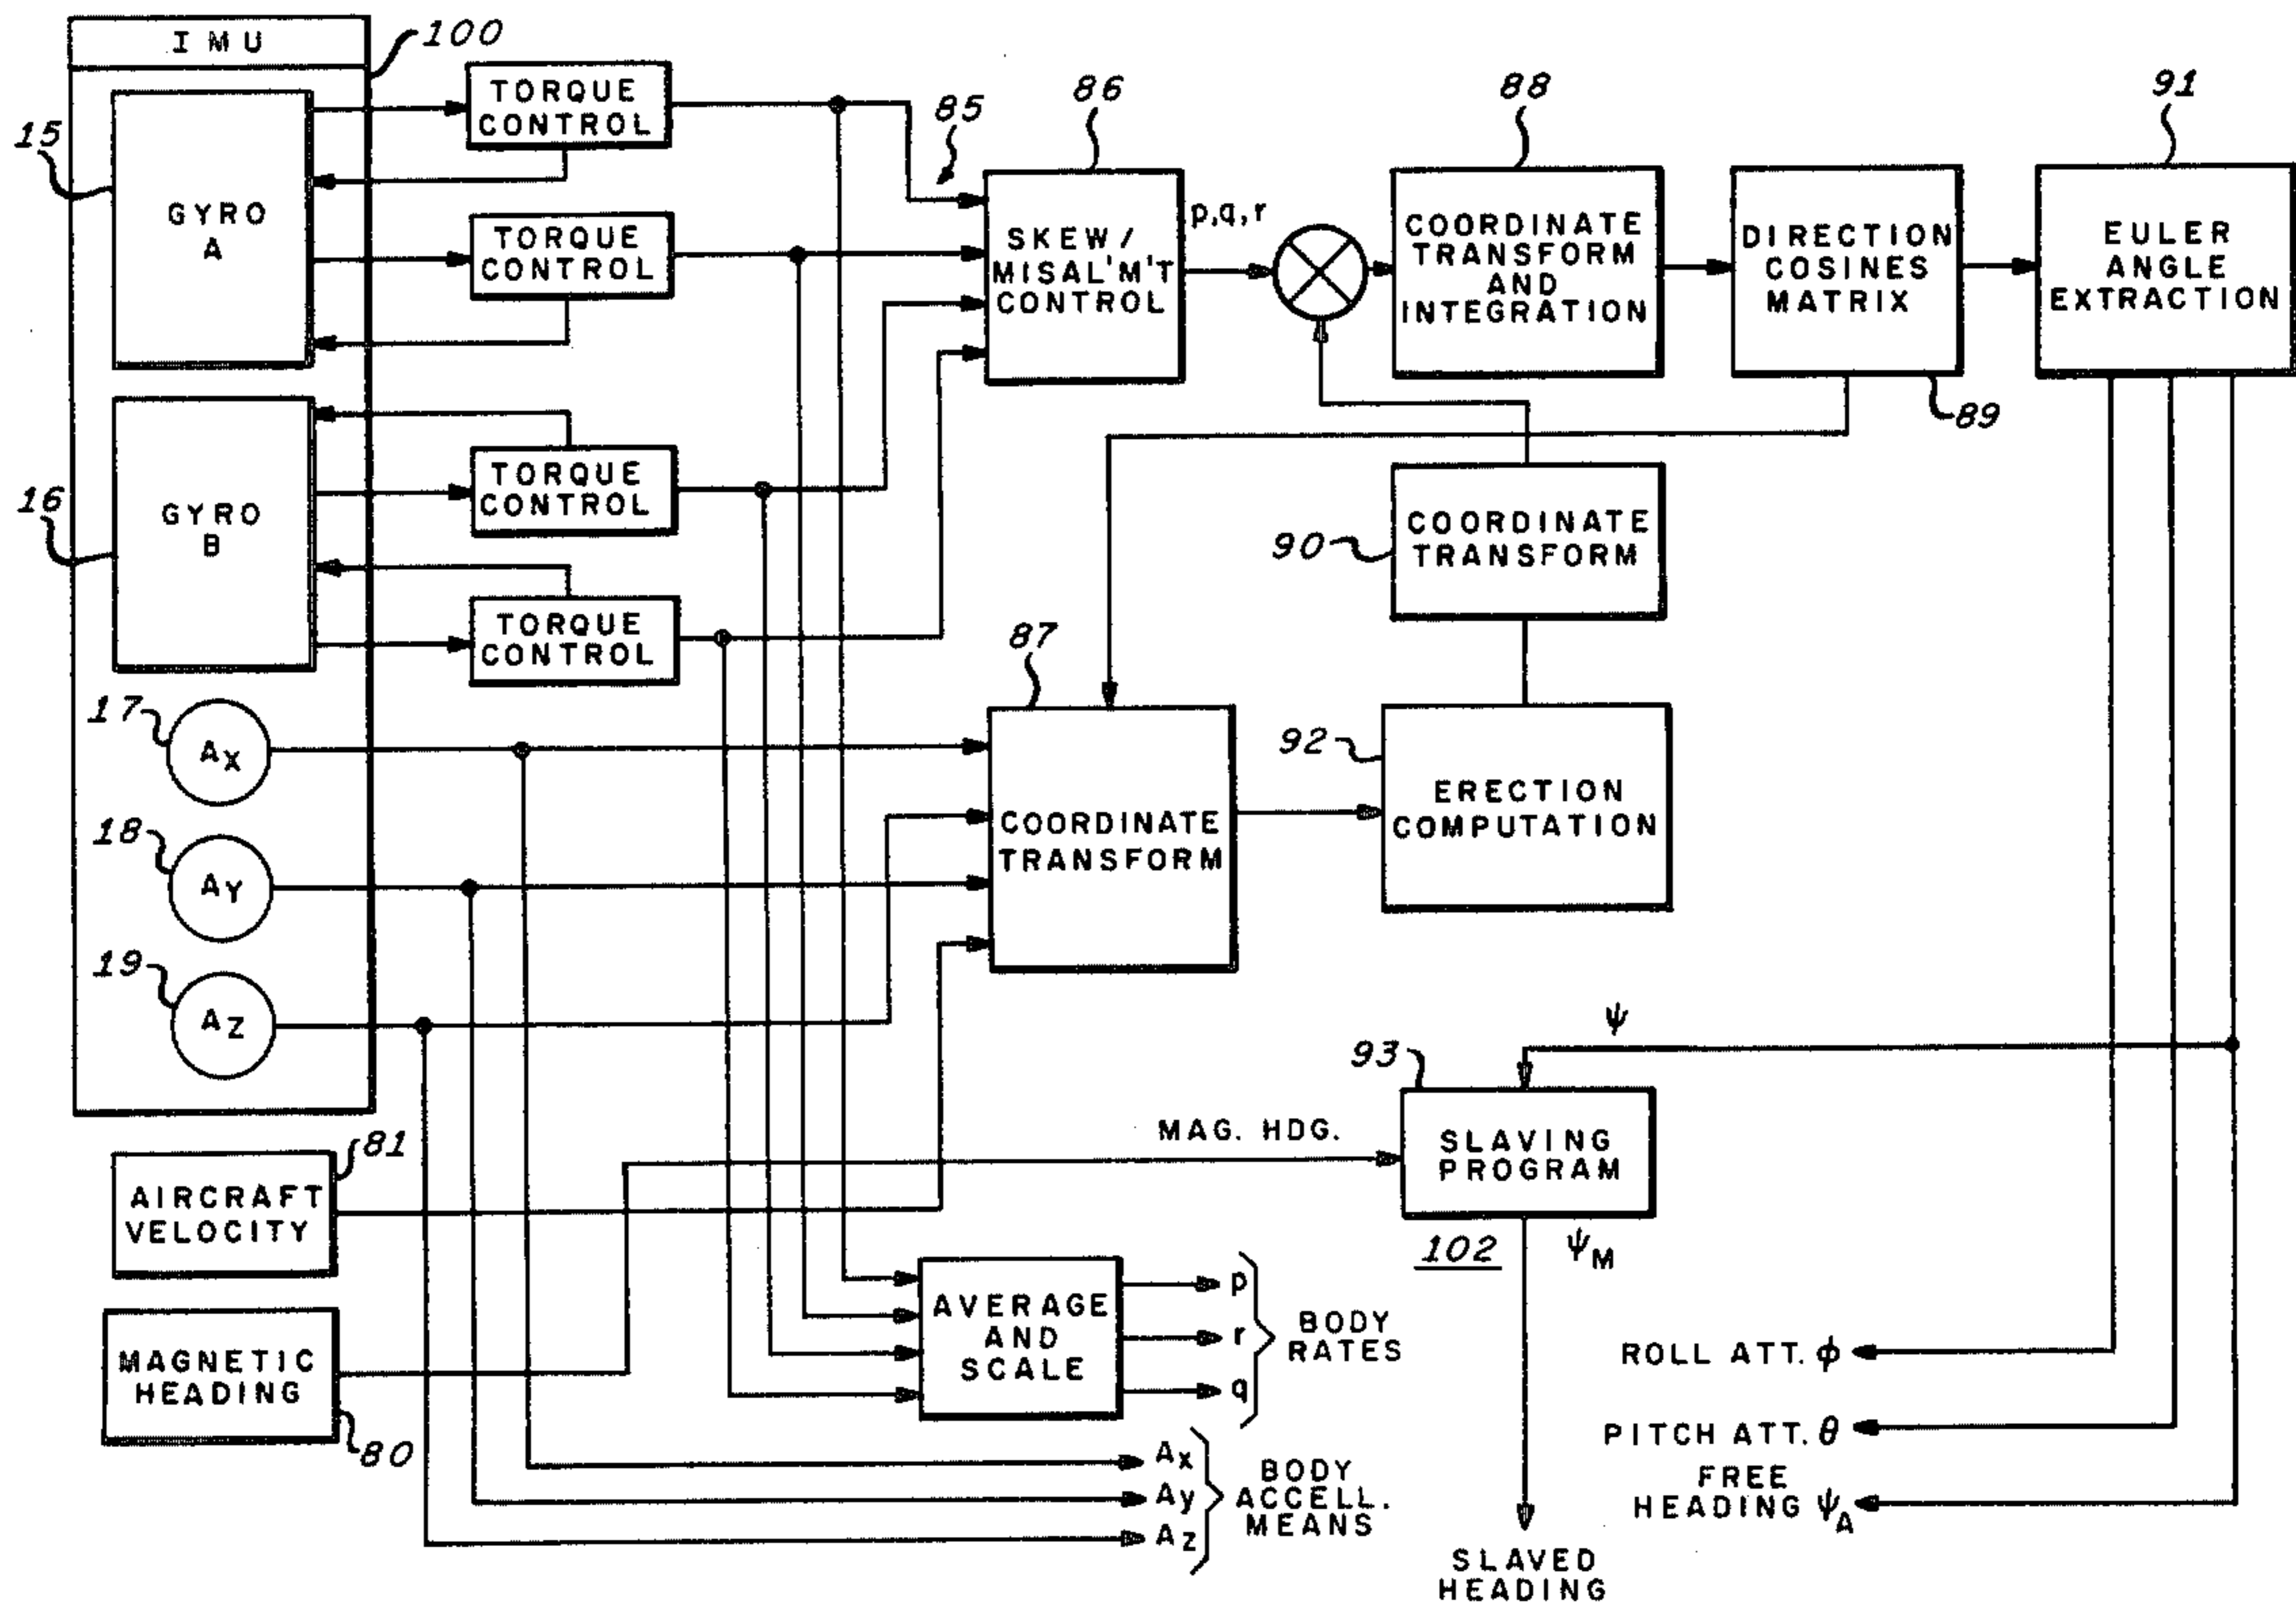 IMU
100
GYRO
A
15
GYRO
B
16
TORQUE
CONTROL
TORQUE
CONTROL
TORQUE
CONTROL
TORQUE
CONTROL
85
86
SKEW/
MISAL'M'T
CONTROL
p,q,r
88
COORDINATE
TRANSFORM
AND
INTEGRATION
DIRECTION
COSINES
MATRIX
89
91
EULER
ANGLE
EXTRACTION
90
COORDINATE
TRANSFORM
17
AX
18
AY
19
AZ
87
COORDINATE
TRANSFORM
92
ERECTION
COMPUTATION
ψ
93
SLAVING
PROGRAM
MAG. HDG.
102
ψM
81
AIRCRAFT
VELOCITY
MAGNETIC
HEADING
80
AVERAGE
AND
SCALE
p
r
q
BODY
RATES
Ax
Ay
Az
BODY
ACCELL.
MEANS
SLAVED
HEADING
ROLL ATT. ϕ
PITCH ATT. θ
FREE
HEADING ψA